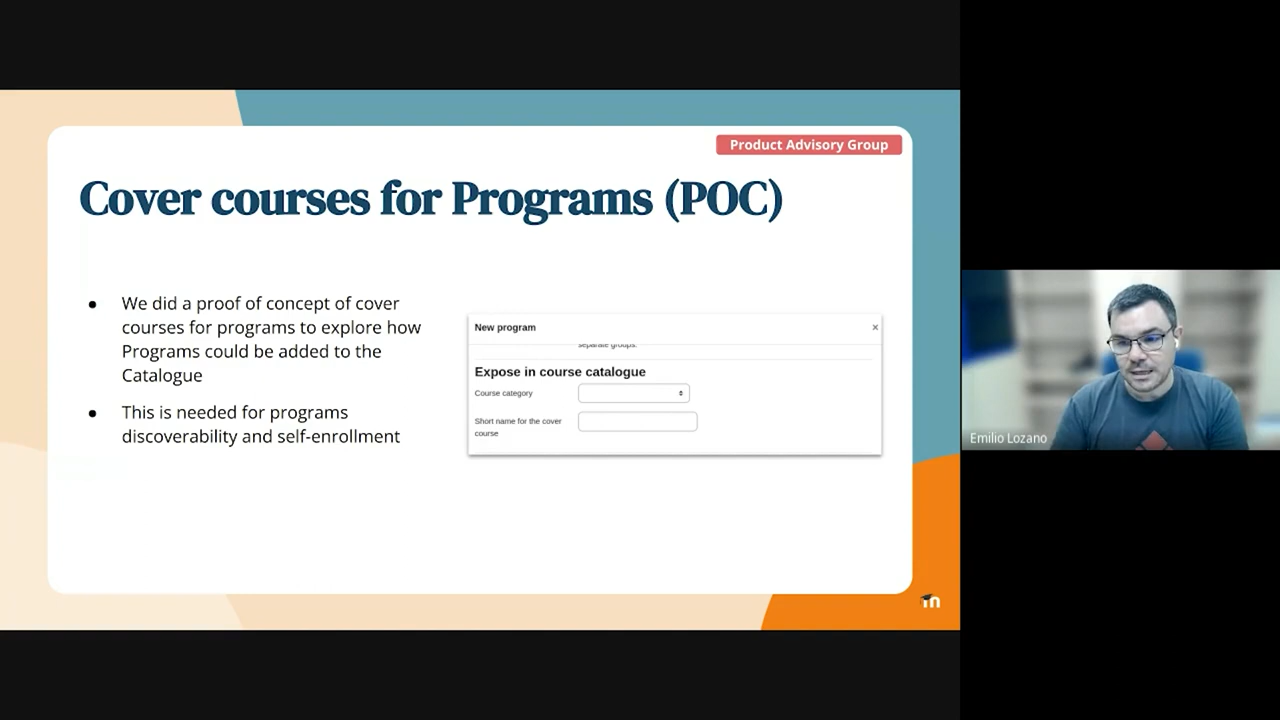 Product Advisory Group
Cover courses for Programs (POC)
● We did a proof of concept of cover
courses for programs to explore how
Programs could be added to the
Catalogue
● This is needed for programs
discoverability and self-enrollment
New program ×
separate groups.
Expose in course catalogue
Course category
Short name for the cover
course
Emilio Lozano
m